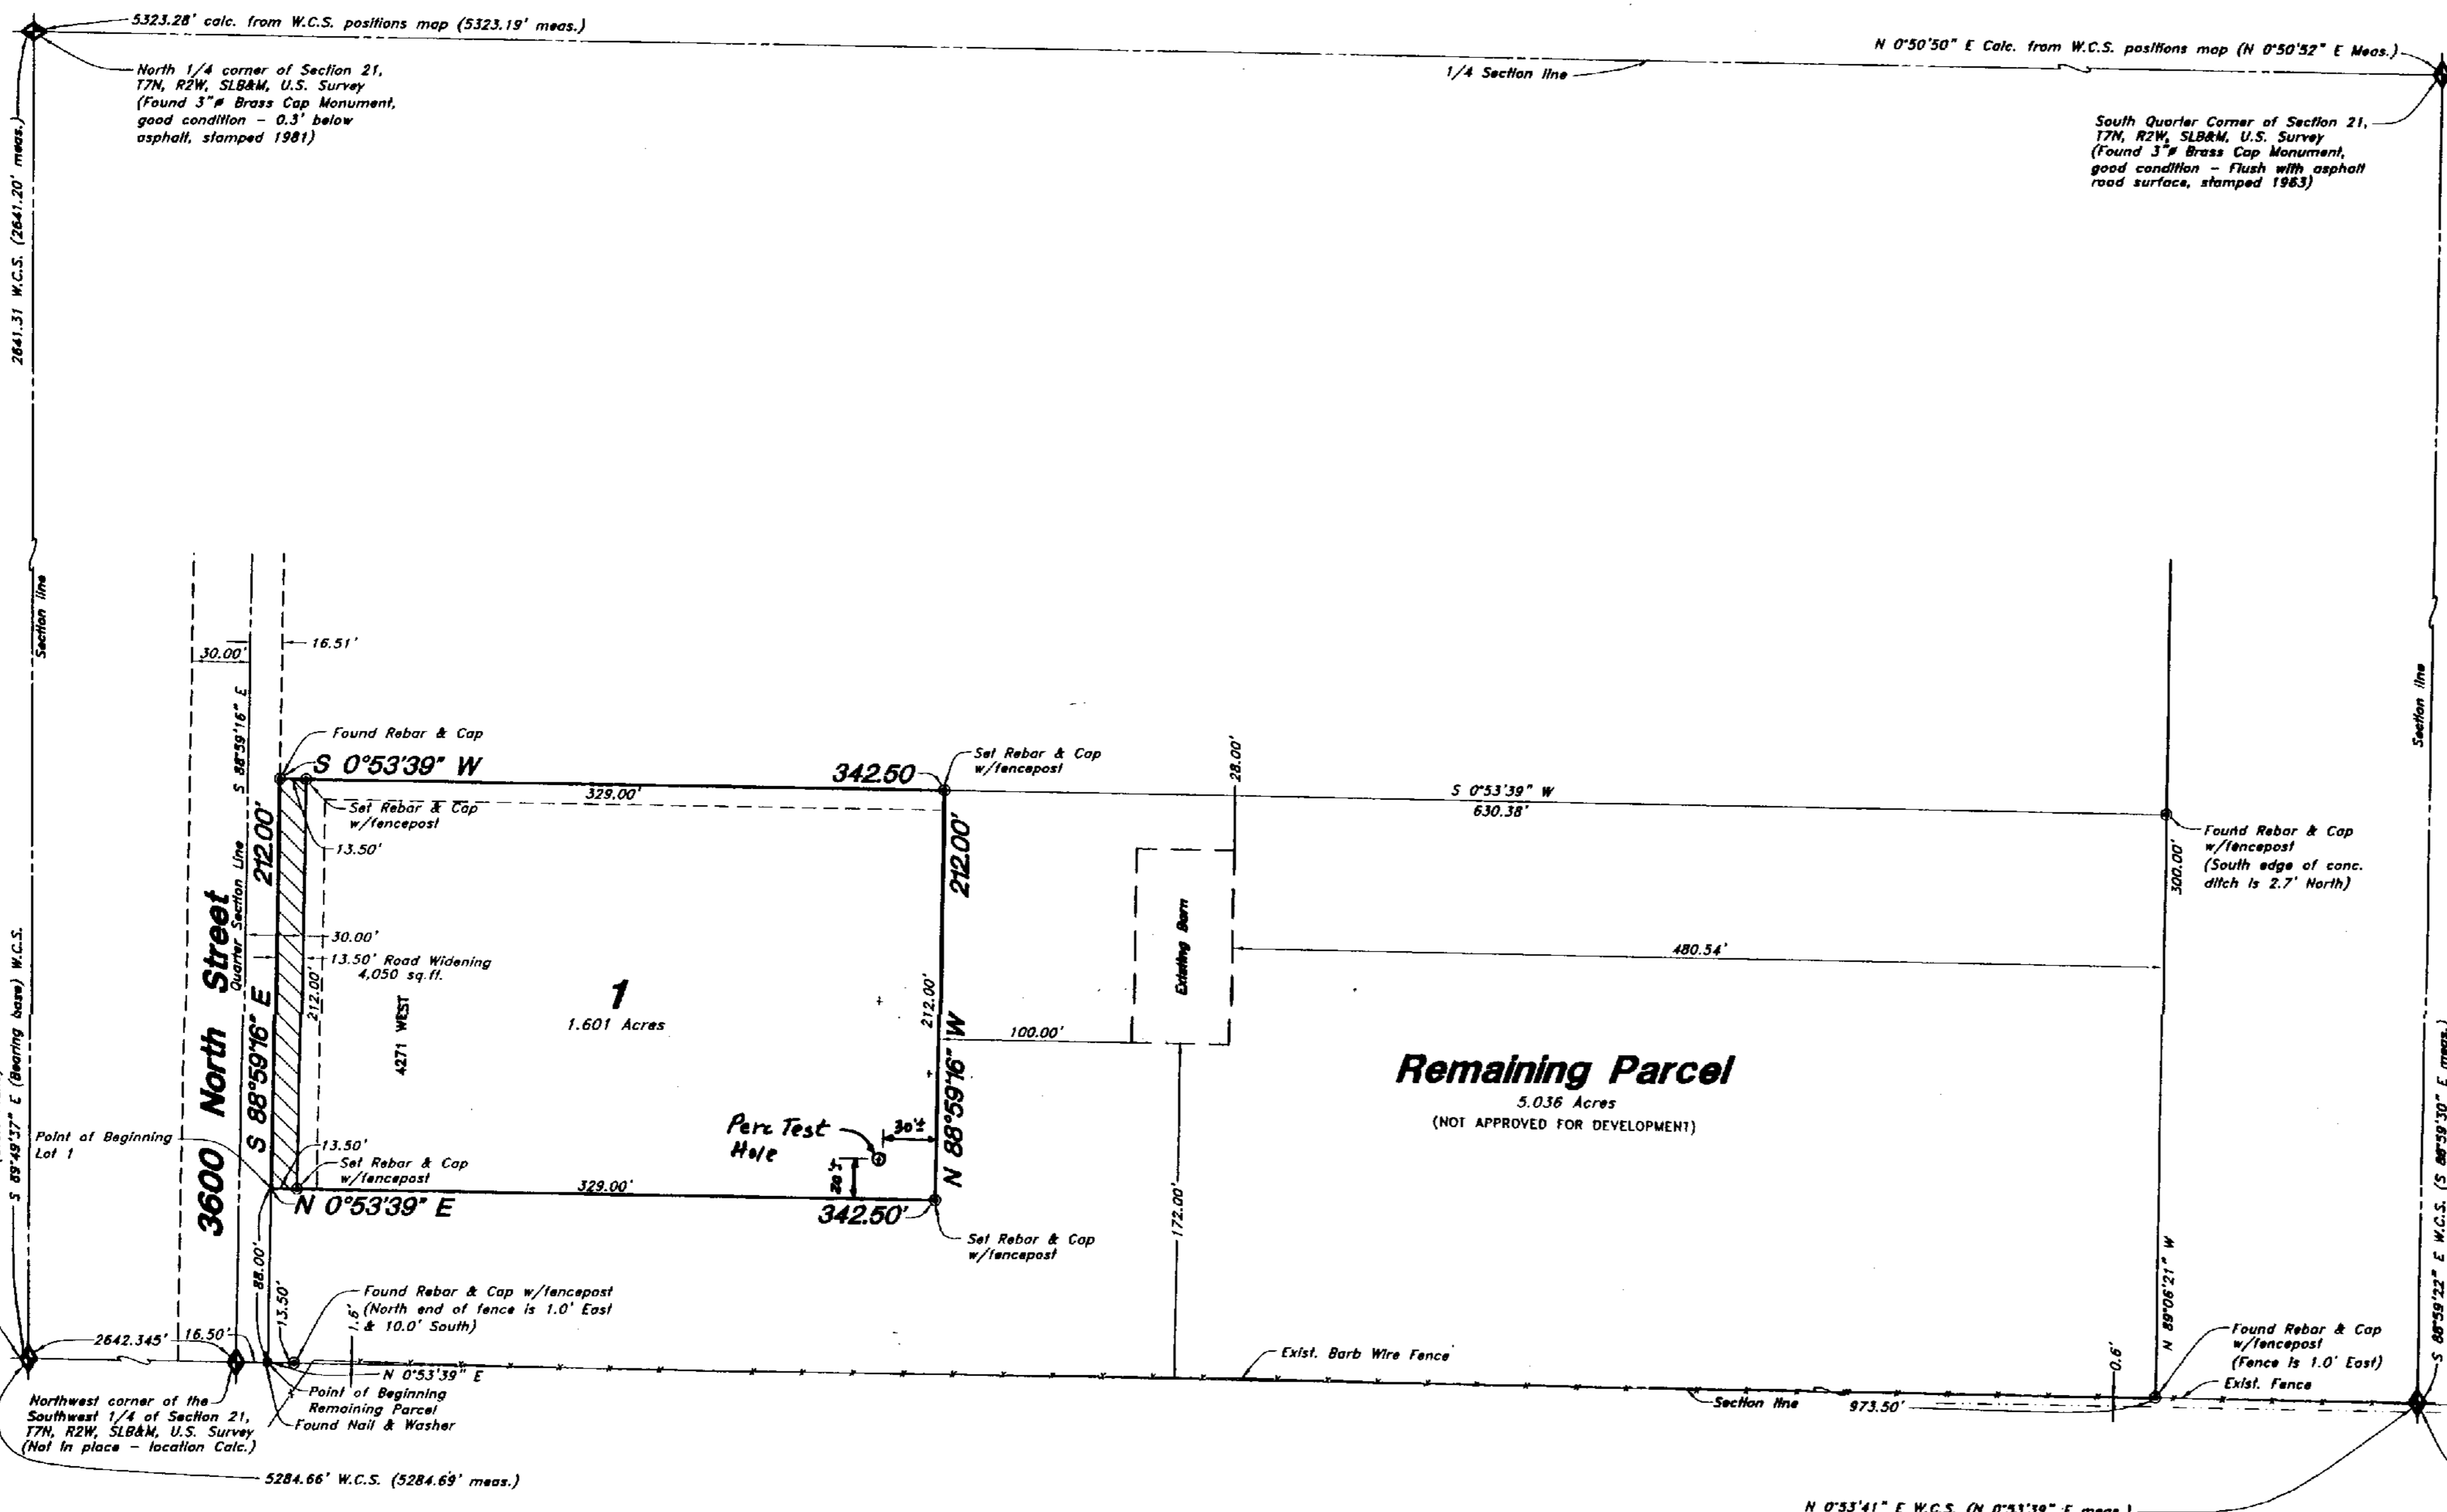 5323.28' calc. from W.C.S. positions map (5323.19' meas.)
N 0°50'50" E Calc. from W.C.S. positions map (N 0°50'52" E Meas.)
1/4 Section line
North 1/4 corner of Section 21,
T7N, R2W, SLB&M, U.S. Survey
(Found 3"ø Brass Cap Monument,
good condition - 0.3' below
asphalt, stamped 1981)
South Quarter Corner of Section 21,
T7N, R2W, SLB&M, U.S. Survey
(Found 3"ø Brass Cap Monument,
good condition - Flush with asphalt
road surface, stamped 1963)
2641.31 W.C.S. (2641.20' meas.)
Section line
S 89°49'37" E (Bearing base) W.C.S.
30.00'
16.51'
S 88°59'16" E
Quarter Section Line
3600 North Street
Found Rebar & Cap
S 0°53'39" W
342.50
329.00'
Set Rebar & Cap
w/fencepost
Set Rebar & Cap
w/fencepost
13.50'
212.00'
S 88°59'16" E
30.00'
13.50' Road Widening
4,050 sq.ft.
212.00'
4271 WEST
1
1.601 Acres
212.00'
212.00'
N 88°59'16" W
Perc Test
Hole
30'±
20'±
Point of Beginning
Lot 1
13.50'
Set Rebar & Cap
w/fencepost
N 0°53'39" E
329.00'
342.50'
Set Rebar & Cap
w/fencepost
28.00'
S 0°53'39" W
630.38'
Existing Barn
100.00'
480.54'
172.00'
Remaining Parcel
5.036 Acres
(NOT APPROVED FOR DEVELOPMENT)
Section line
Found Rebar & Cap
w/fencepost
(South edge of conc.
ditch is 2.7' North)
300.00'
N 89°06'21" W
S 88°59'22" E W.C.S. (S 88°59'30" E meas.)
88.00'
13.50'
1.6'
Found Rebar & Cap w/fencepost
(North end of fence is 1.0' East
& 10.0' South)
2642.345'
16.50'
N 0°53'39" E
Point of Beginning
Remaining Parcel
Found Nail & Washer
Northwest corner of the
Southwest 1/4 of Section 21,
T7N, R2W, SLB&M, U.S. Survey
(Not in place - location Calc.)
Exist. Barb Wire Fence
Section line
973.50'
0.6'
Found Rebar & Cap
w/fencepost
(Fence is 1.0' East)
Exist. Fence
5284.66' W.C.S. (5284.69' meas.)
N 0°53'41" E W.C.S. (N 0°53'39" E meas.)